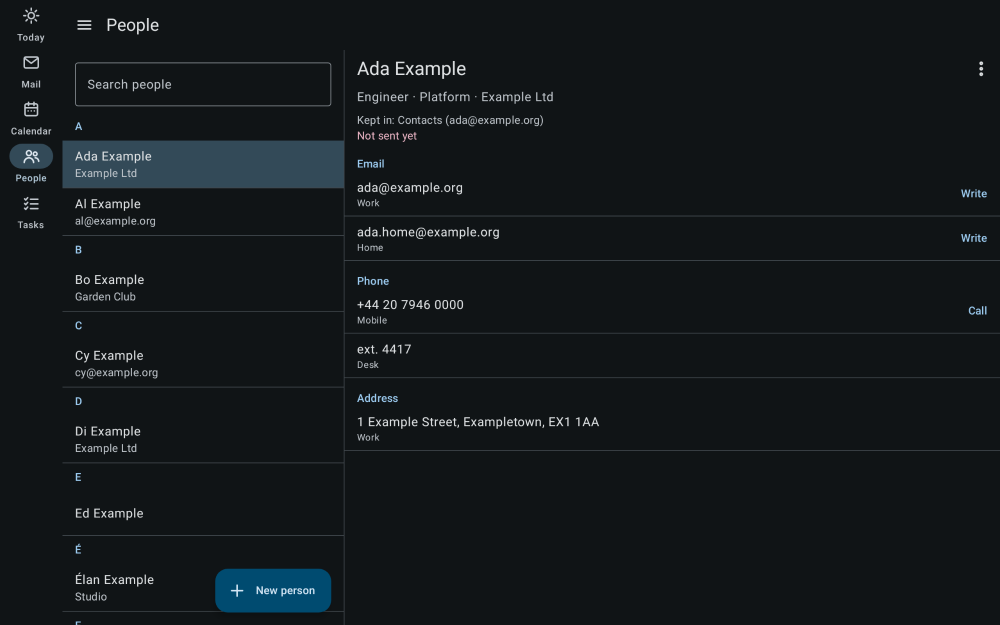 Today
Mail
Calendar
People
Tasks
People
Search people
A
Ada Example
Example Ltd
Al Example
al@example.org
B
Bo Example
Garden Club
C
Cy Example
cy@example.org
D
Di Example
Example Ltd
E
Ed Example
É
Élan Example
Studio
New person
Ada Example
Engineer · Platform · Example Ltd
Kept in: Contacts (ada@example.org)
Not sent yet
Email
ada@example.org
Work
Write
ada.home@example.org
Home
Write
Phone
+44 20 7946 0000
Mobile
Call
ext. 4417
Desk
Address
1 Example Street, Exampletown, EX1 1AA
Work